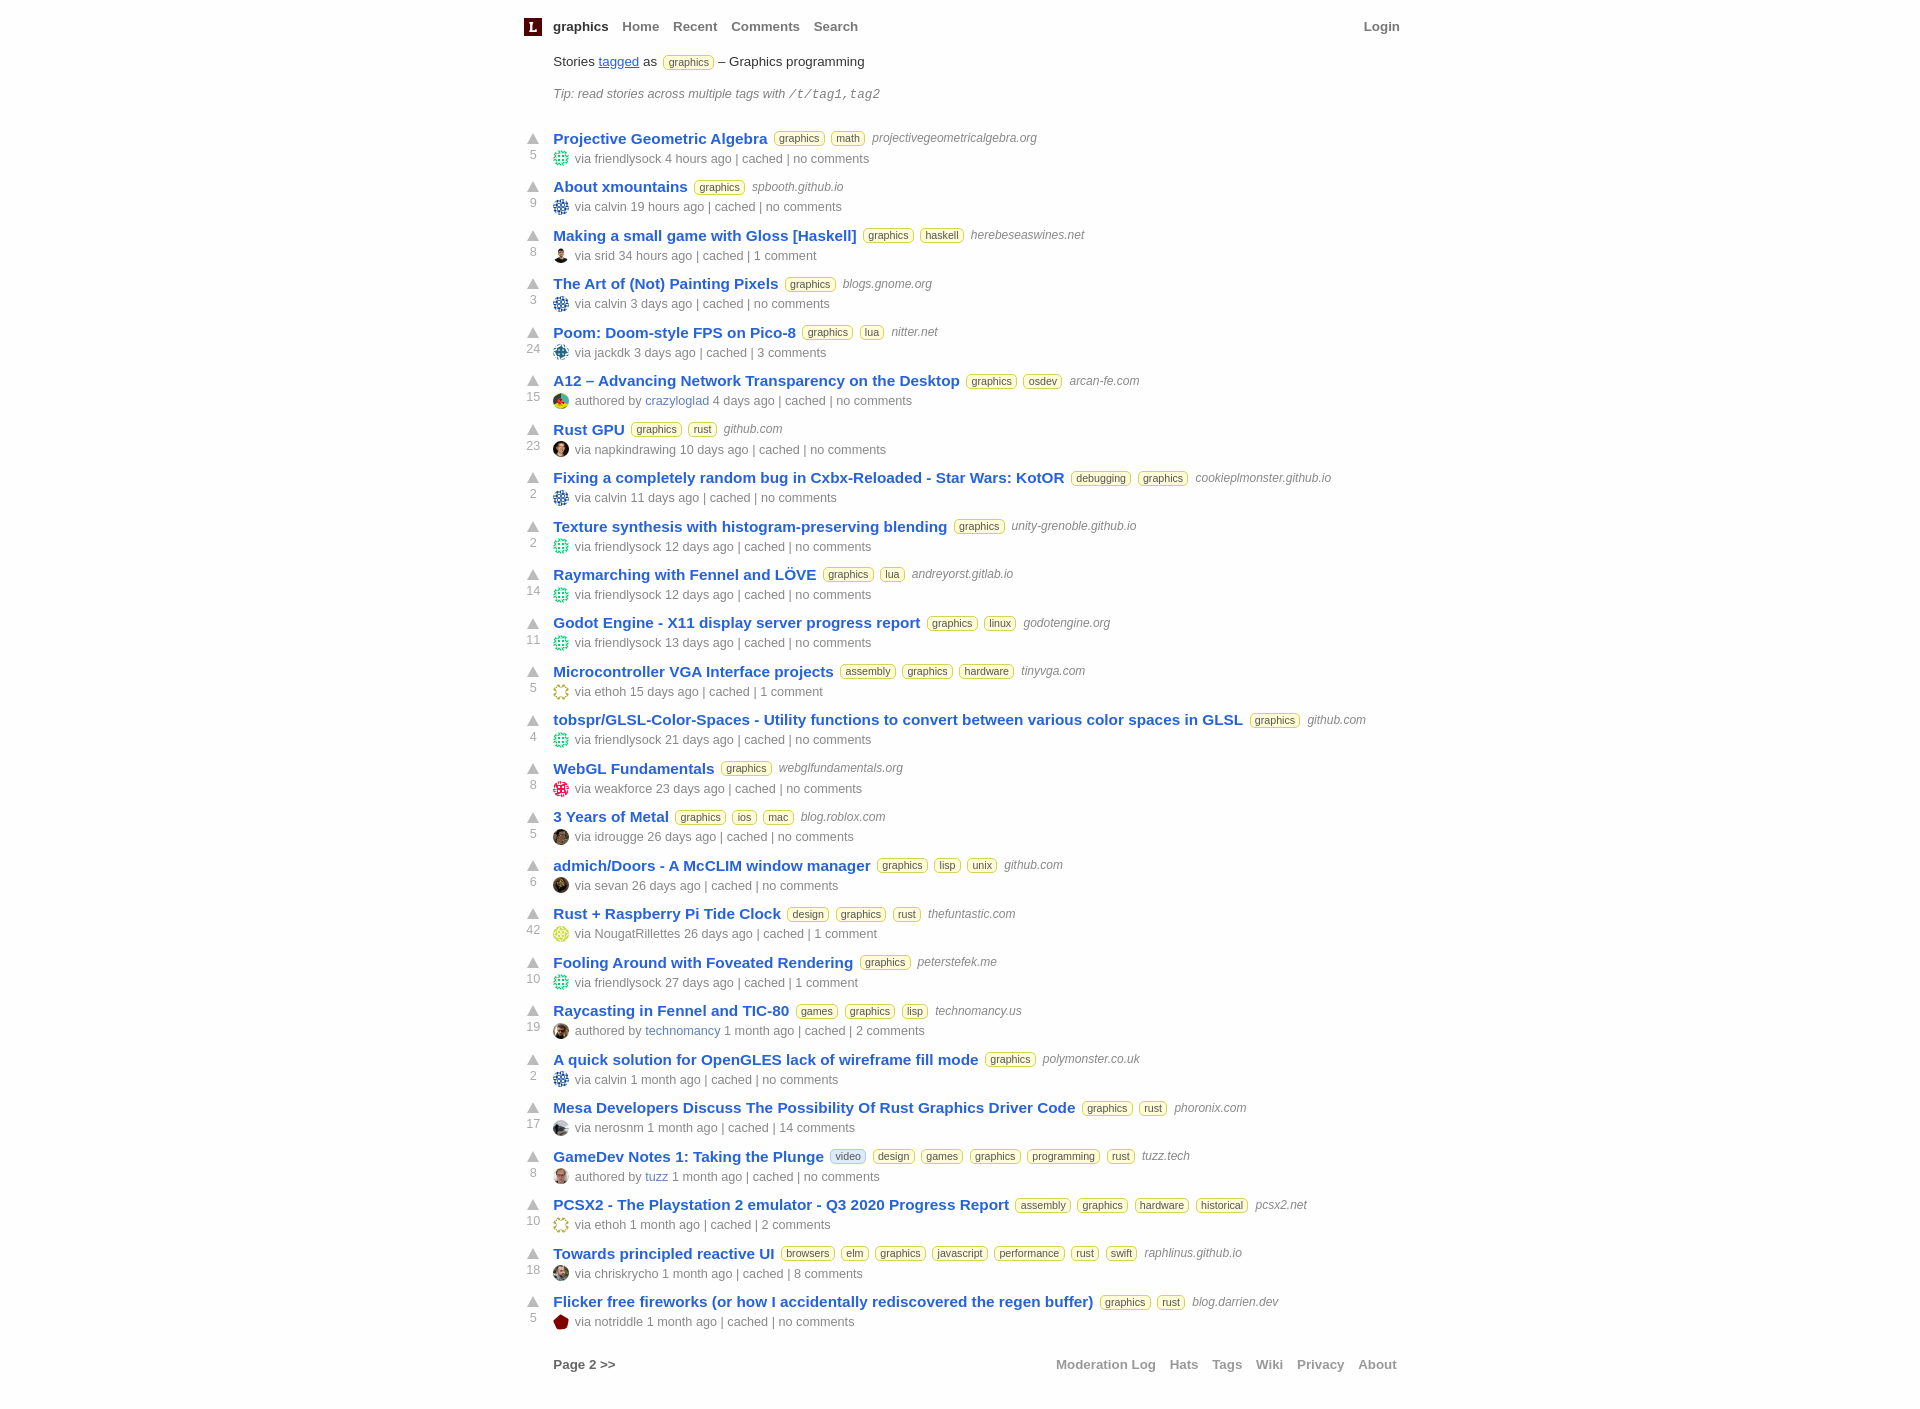 L graphics Home Recent Comments Search Login
Stories tagged as graphics – Graphics programming
Tip: read stories across multiple tags with /t/tag1,tag2
Projective Geometric Algebra graphics math projectivegeometricalgebra.org
5 via friendlysock 4 hours ago | cached | no comments
About xmountains graphics spbooth.github.io
9 via calvin 19 hours ago | cached | no comments
Making a small game with Gloss [Haskell] graphics haskell herebeseaswines.net
8 via srid 34 hours ago | cached | 1 comment
The Art of (Not) Painting Pixels graphics blogs.gnome.org
3 via calvin 3 days ago | cached | no comments
Poom: Doom-style FPS on Pico-8 graphics lua nitter.net
24 via jackdk 3 days ago | cached | 3 comments
A12 – Advancing Network Transparency on the Desktop graphics osdev arcan-fe.com
15 authored by crazyloglad 4 days ago | cached | no comments
Rust GPU graphics rust github.com
23 via napkindrawing 10 days ago | cached | no comments
Fixing a completely random bug in Cxbx-Reloaded - Star Wars: KotOR debugging graphics cookieplmonster.github.io
2 via calvin 11 days ago | cached | no comments
Texture synthesis with histogram-preserving blending graphics unity-grenoble.github.io
2 via friendlysock 12 days ago | cached | no comments
Raymarching with Fennel and LÖVE graphics lua andreyorst.gitlab.io
14 via friendlysock 12 days ago | cached | no comments
Godot Engine - X11 display server progress report graphics linux godotengine.org
11 via friendlysock 13 days ago | cached | no comments
Microcontroller VGA Interface projects assembly graphics hardware tinyvga.com
5 via ethoh 15 days ago | cached | 1 comment
tobspr/GLSL-Color-Spaces - Utility functions to convert between various color spaces in GLSL graphics github.com
4 via friendlysock 21 days ago | cached | no comments
WebGL Fundamentals graphics webglfundamentals.org
8 via weakforce 23 days ago | cached | no comments
3 Years of Metal graphics ios mac blog.roblox.com
5 via idrougge 26 days ago | cached | no comments
admich/Doors - A McCLIM window manager graphics lisp unix github.com
6 via sevan 26 days ago | cached | no comments
Rust + Raspberry Pi Tide Clock design graphics rust thefuntastic.com
42 via NougatRillettes 26 days ago | cached | 1 comment
Fooling Around with Foveated Rendering graphics peterstefek.me
10 via friendlysock 27 days ago | cached | 1 comment
Raycasting in Fennel and TIC-80 games graphics lisp technomancy.us
19 authored by technomancy 1 month ago | cached | 2 comments
A quick solution for OpenGLES lack of wireframe fill mode graphics polymonster.co.uk
2 via calvin 1 month ago | cached | no comments
Mesa Developers Discuss The Possibility Of Rust Graphics Driver Code graphics rust phoronix.com
17 via nerosnm 1 month ago | cached | 14 comments
GameDev Notes 1: Taking the Plunge video design games graphics programming rust tuzz.tech
8 authored by tuzz 1 month ago | cached | no comments
PCSX2 - The Playstation 2 emulator - Q3 2020 Progress Report assembly graphics hardware historical pcsx2.net
10 via ethoh 1 month ago | cached | 2 comments
Towards principled reactive UI browsers elm graphics javascript performance rust swift raphlinus.github.io
18 via chriskrycho 1 month ago | cached | 8 comments
Flicker free fireworks (or how I accidentally rediscovered the regen buffer) graphics rust blog.darrien.dev
5 via notriddle 1 month ago | cached | no comments
Page 2 >> Moderation Log Hats Tags Wiki Privacy About